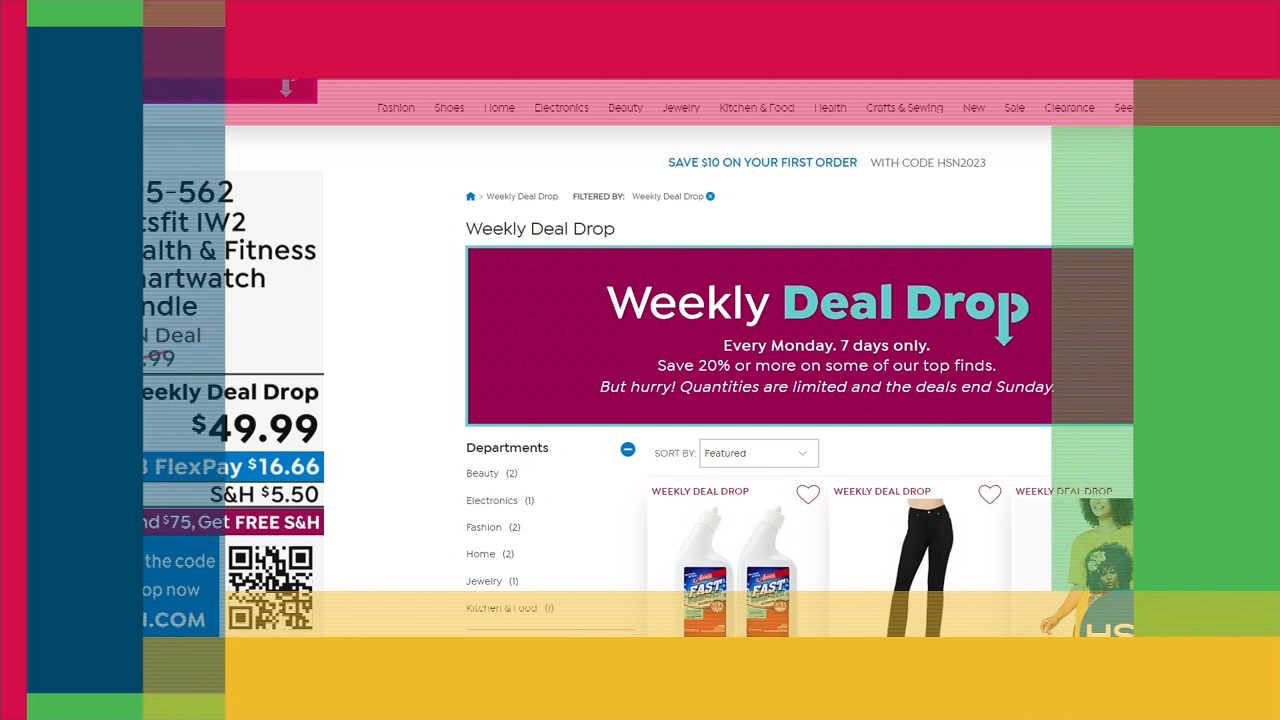 Fashion Shoes Home Electronics Beauty Jewelry Kitchen & Food Health Crafts & Sewing New Sale Clearance See
SAVE $10 ON YOUR FIRST ORDER WITH CODE HSN2023
> Weekly Deal Drop FILTERED BY: Weekly Deal Drop
Weekly Deal Drop
Weekly Deal Drop
Every Monday. 7 days only.
Save 20% or more on some of our top finds.
But hurry! Quantities are limited and the deals end Sunday.
5-562
tsfit IW2
alth & Fitness
artwatch
ndle
N Deal
.99
eekly Deal Drop
$49.99
3 FlexPay $16.66
S&H $5.50
nd $75, Get FREE S&H
the code
op now
.COM
Departments
Beauty (2)
Electronics (1)
Fashion (2)
Home (2)
Jewelry (1)
Kitchen & Food (1)
SORT BY: Featured
WEEKLY DEAL DROP WEEKLY DEAL DROP WEEKLY DEAL DROP
FAST FAST
HS